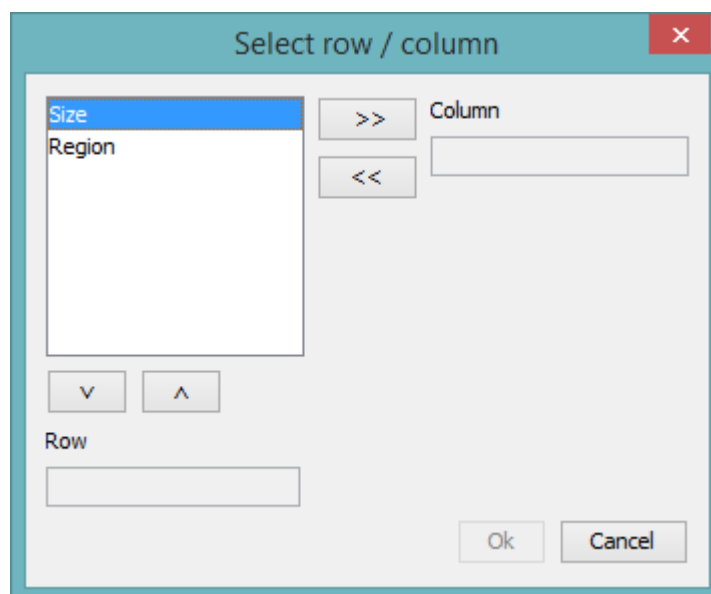 Select row / column
×
Size
Region
>>
<<
Column
v
^
Row
Ok
Cancel